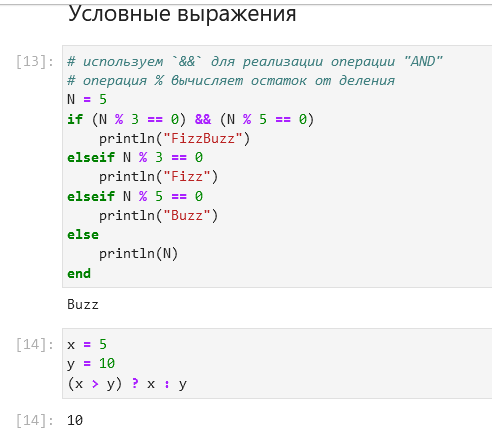 Условные выражения
[13]: # используем `&&` для реализации операции "AND"
# операция % вычисляет остаток от деления
N = 5
if (N % 3 == 0) && (N % 5 == 0)
    println("FizzBuzz")
elseif N % 3 == 0
    println("Fizz")
elseif N % 5 == 0
    println("Buzz")
else
    println(N)
end
Buzz
[14]: x = 5
y = 10
(x > y) ? x : y
[14]: 10